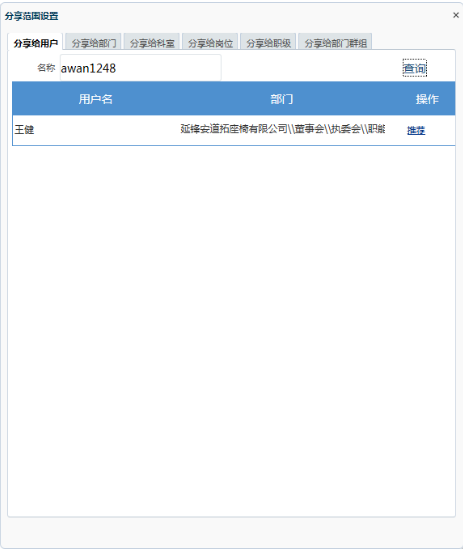 分享范围设置
×
分享给用户 分享给部门 分享给科室 分享给岗位 分享给职级 分享给部门群组
名称 awan1248 查询
用户名 部门 操作
王健 延锋安道拓座椅有限公司\\董事会\\执委会\\职能 推荐